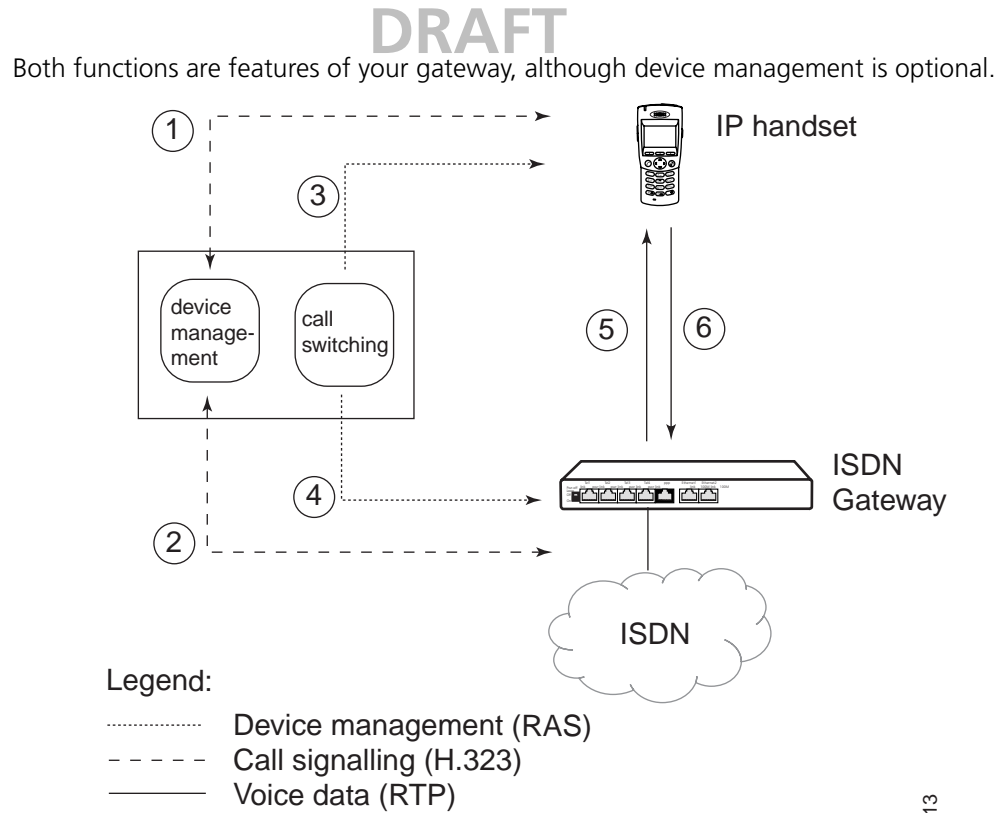 DRAFT
Both functions are features of your gateway, although device management is optional.
1
IP handset
3
device
manage-
ment
call
switching
5
6
ISDN
Gateway
4
2
ISDN
Legend:
Device management (RAS)
Call signalling (H.323)
Voice data (RTP)
13